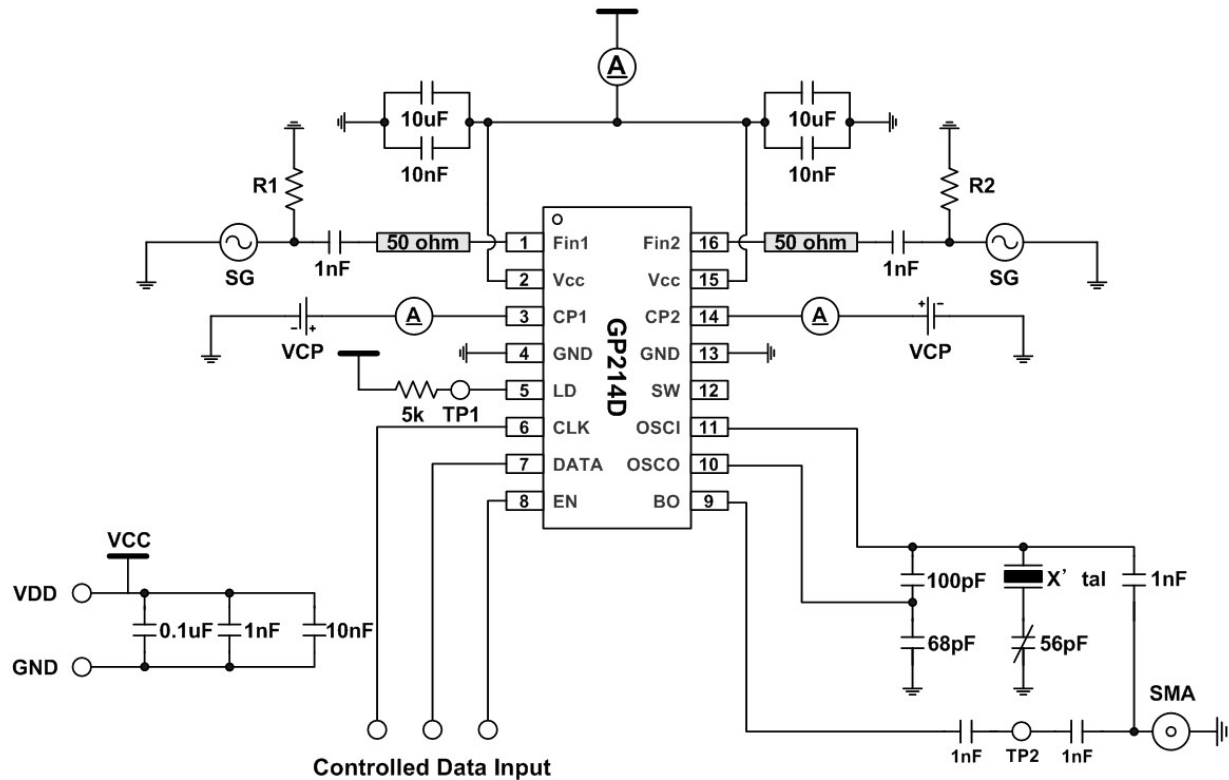 A
10uF
10uF
10nF
10nF
R1
R2
50 ohm
1
Fin1
Fin2
16
50 ohm
1nF
1nF
SG
SG
2
Vcc
Vcc
15
A
3
CP1
CP2
14
A
- +
+ -
VCP
VCP
4
GND
GND
13
GP214D
5k
TP1
5
LD
SW
12
6
CLK
OSCI
11
7
DATA
OSCO
10
8
EN
BO
9
VCC
VDD
GND
0.1uF
1nF
10nF
100pF
X' tal
1nF
68pF
56pF
SMA
1nF
TP2
1nF
Controlled Data Input